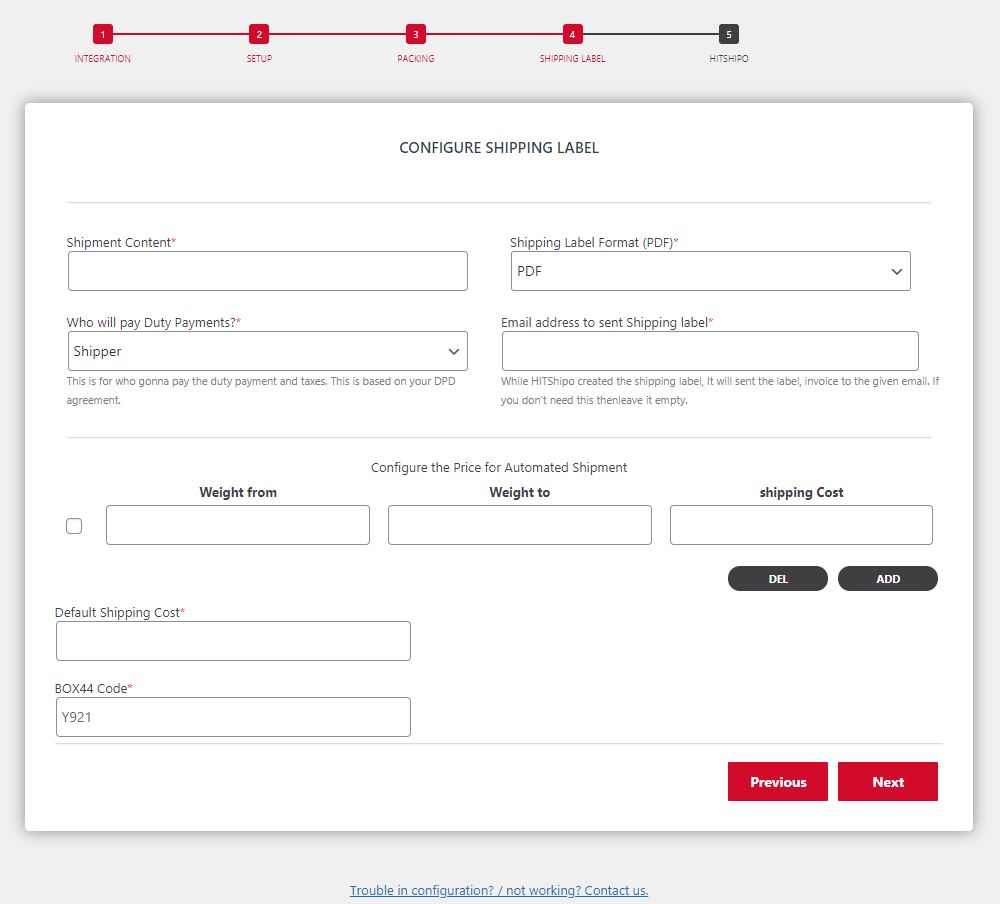 1 2 3 4 5
INTEGRATION SETUP PACKING SHIPPING LABEL HITSHIPO
CONFIGURE SHIPPING LABEL
Shipment Content* Shipping Label Format (PDF)*
PDF
Who will pay Duty Payments?* Email address to sent Shipping label*
Shipper
This is for who gonna pay the duty payment and taxes. This is based on your DPD
agreement.
While HITShipo created the shipping label, It will sent the label, invoice to the given email. If
you don't need this thenleave it empty.
Configure the Price for Automated Shipment
Weight from Weight to shipping Cost
DEL ADD
Default Shipping Cost*
BOX44 Code*
Y921
Previous Next
Trouble in configuration? / not working? Contact us.